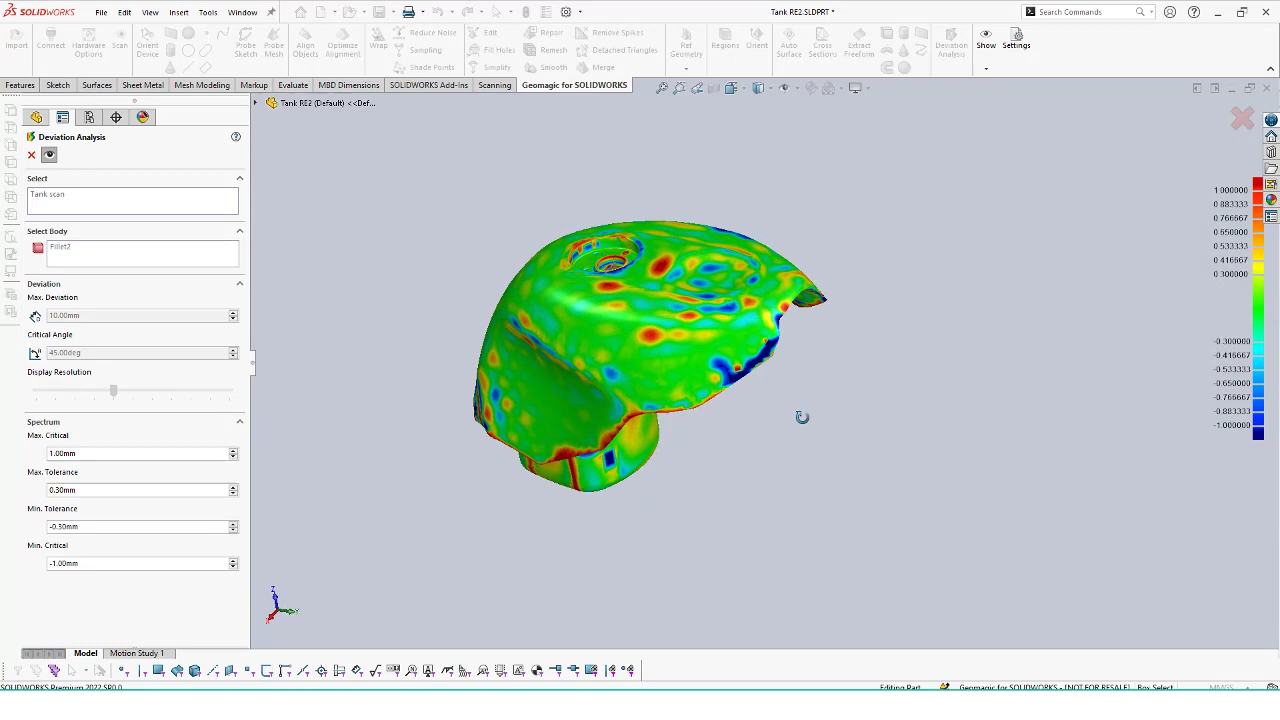 SOLIDWORKS File Edit View Insert Tools Window Tank RE2.SLDPRT * Search Commands
Import Connect Hardware Options Scan Orient Device Probe Sketch Probe Mesh Align Objects Optimize Alignment Wrap Reduce Noise Edit Repair Remove Spikes Ref Geometry Regions Orient Auto Surface Cross Sections Extract Freeform Deviation Analysis Show Settings
Sampling Fill Holes Remesh Detached Triangles
Shade Points Simplify Smooth Merge
Features Sketch Surfaces Sheet Metal Mesh Modeling Markup Evaluate MBD Dimensions SOLIDWORKS Add-Ins Scanning Geomagic for SOLIDWORKS
Tank RE2 (Default) <<Def...
Deviation Analysis
Select
Tank scan
Select Body
Fillet2
Deviation
Max. Deviation
10.00mm
Critical Angle
45.00deg
Display Resolution
Spectrum
Max. Critical
1.00mm
Max. Tolerance
0.30mm
Min. Tolerance
-0.30mm
Min. Critical
-1.00mm
1.000000
0.883333
0.766667
0.650000
0.533333
0.416667
0.300000
-0.300000
-0.416667
-0.533333
-0.650000
-0.766667
-0.883333
-1.000000
Z
Y
Model Motion Study 1
SOLIDWORKS Premium 2022 SP0.0 Editing Part Geomagic for SOLIDWORKS - [NOT FOR RESALE] Box Select MMGS